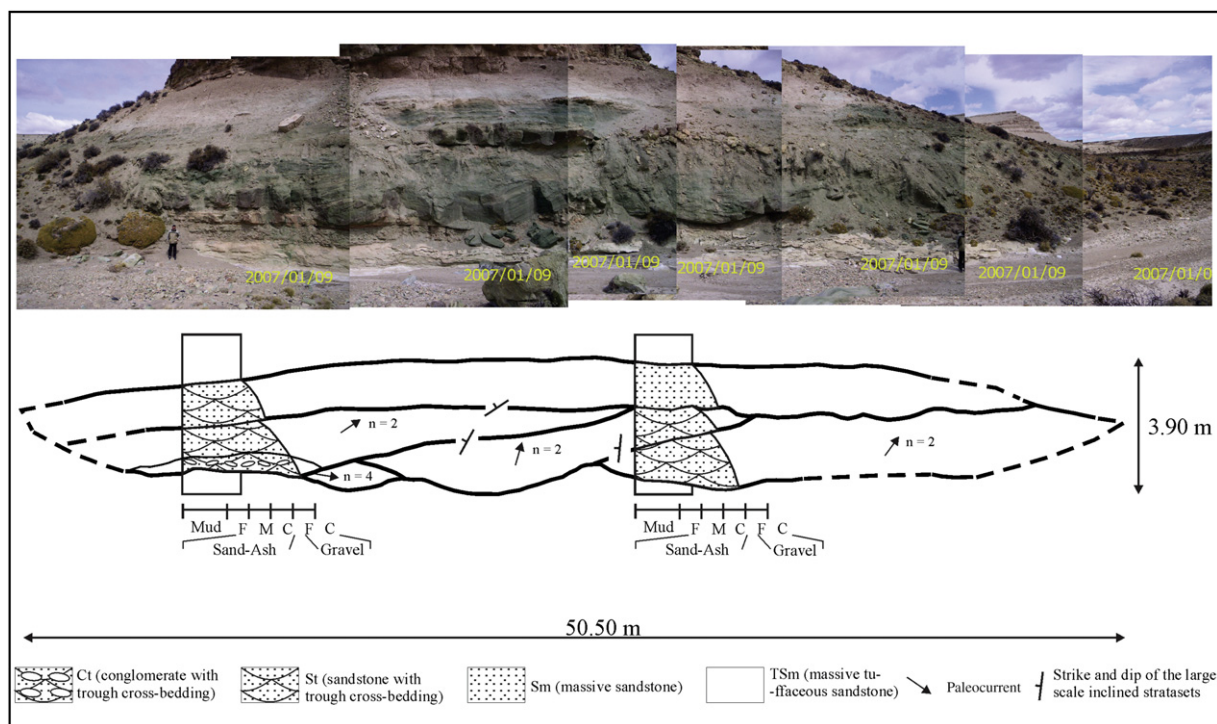 2007/01/09
2007/01/09
2007/01/09
2007/01/09
2007/01/09
2007/01/09
2007/01/0
n = 2
n = 2
n = 2
n = 4
3.90 m
Mud F M C F C
Sand-Ash Gravel
Mud F M C F C
Sand-Ash Gravel
50.50 m
Ct (conglomerate with
trough cross-bedding)
St (sandstone with
trough cross-bedding)
Sm (massive sandstone)
TSm (massive tu-
-ffaceous sandstone)
Paleocurrent
Strike and dip of the large
scale inclined stratasets